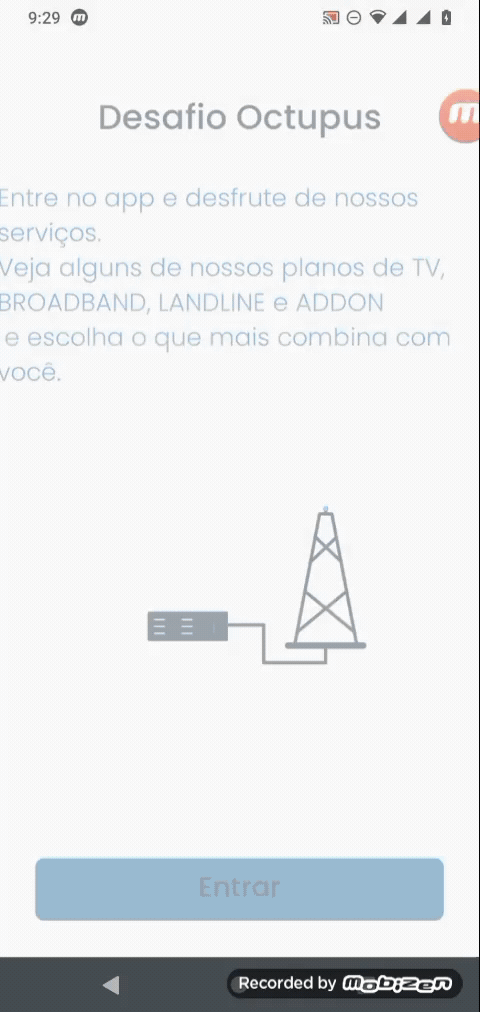 9:29
Desafio Octupus
Entre no app e desfrute de nossos
serviços.
Veja alguns de nossos planos de TV,
BROADBAND, LANDLINE e ADDON
e escolha o que mais combina com
você.
Entrar
Recorded by mobizen